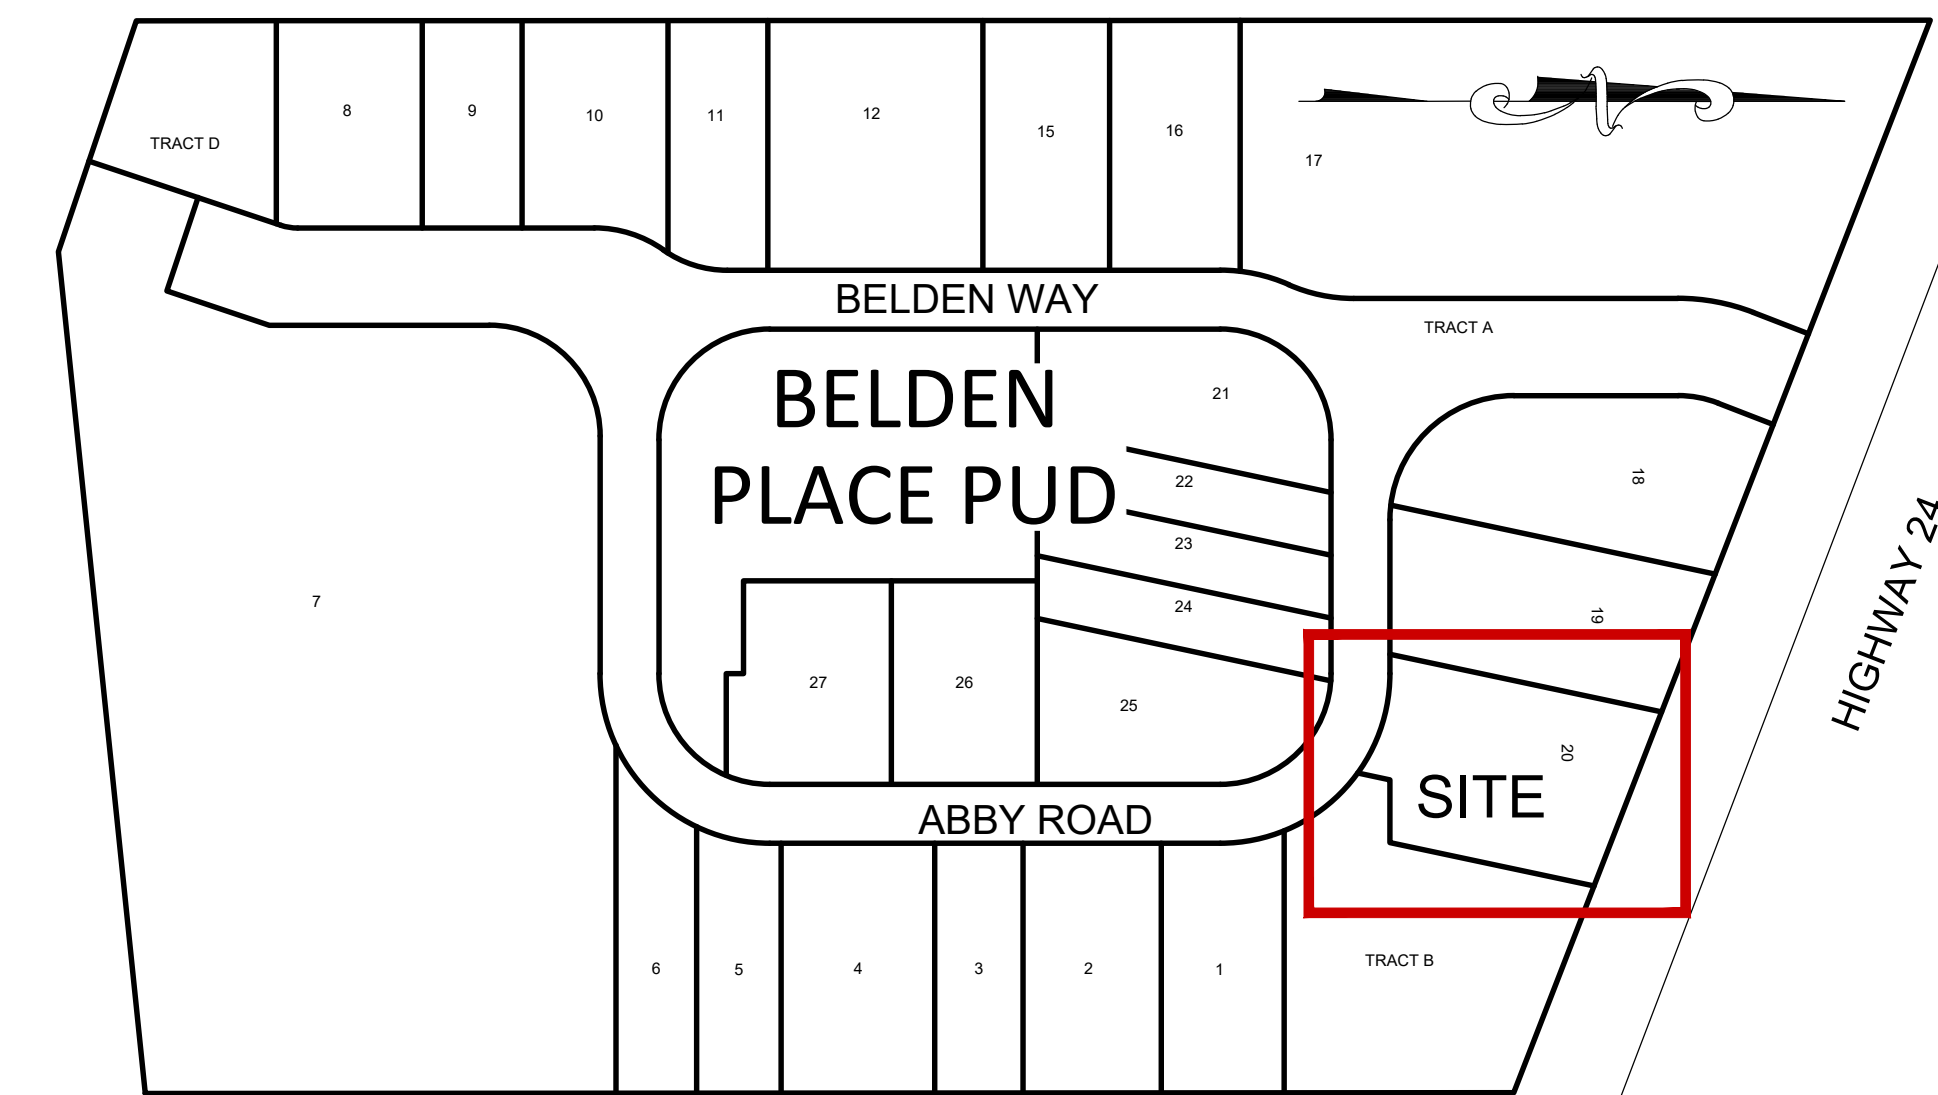 8
9
10
11
12
15
16
17
TRACT D
N
BELDEN WAY
TRACT A
BELDEN
PLACE PUD
21
22
23
24
25
26
27
18
19
20
SITE
HIGHWAY 24
7
ABBY ROAD
6
5
4
3
2
1
TRACT B